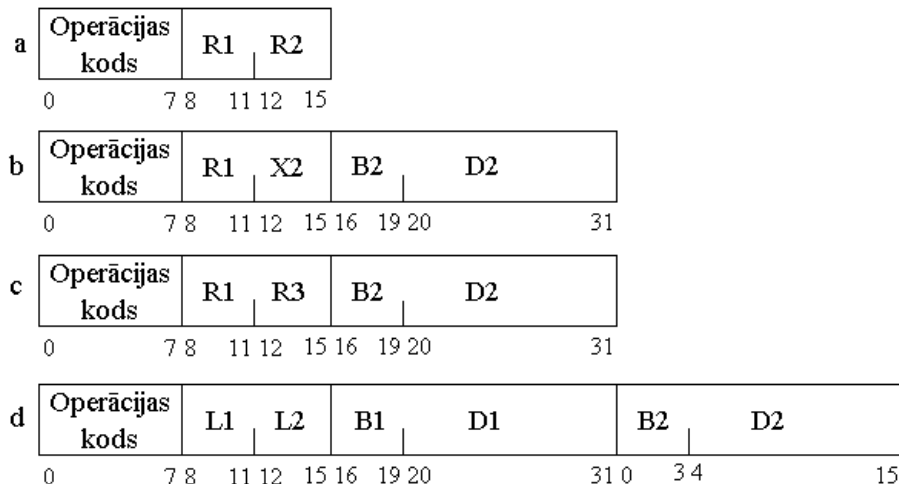 a Operācijas kods R1 R2
0 7 8 11 12 15
b Operācijas kods R1 X2 B2 D2
0 7 8 11 12 15 16 19 20 31
c Operācijas kods R1 R3 B2 D2
0 7 8 11 12 15 16 19 20 31
d Operācijas kods L1 L2 B1 D1 B2 D2
0 7 8 11 12 15 16 19 20 31 0 3 4 15